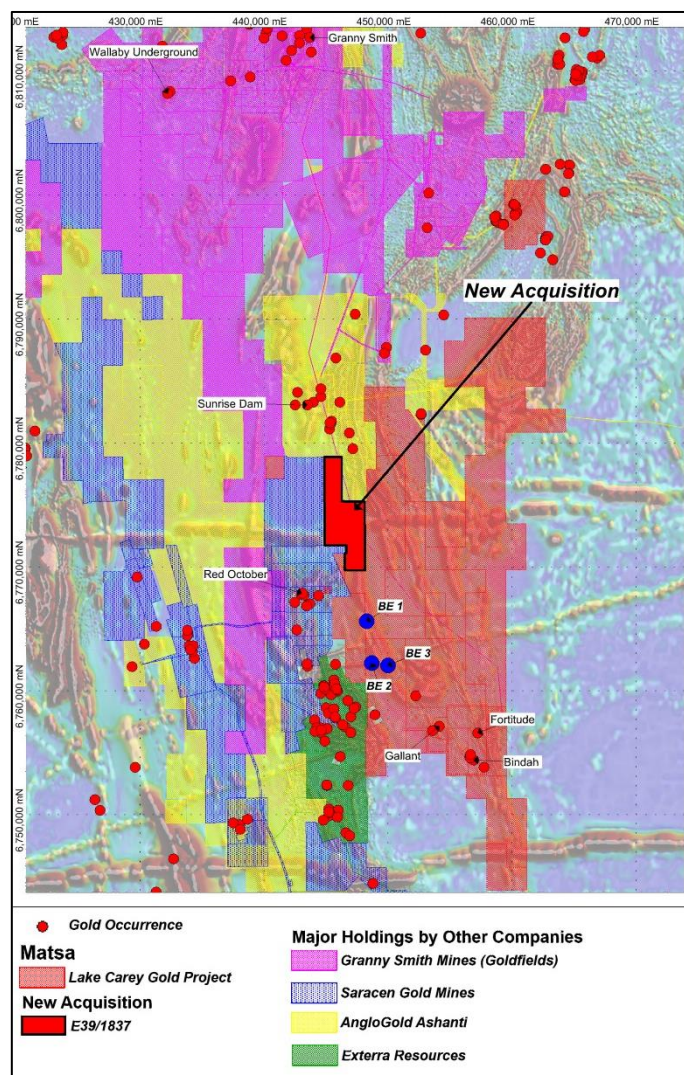 00 mE
430,000 mE
440,000 mE
450,000 mE
460,000 mE
470,000 mE
Wallaby Underground
Granny Smith
6,810,000 mN
6,800,000 mN
New Acquisition
6,790,000 mN
Sunrise Dam
6,780,000 mN
6,770,000 mN
Red October
BE 1
BE 3
BE 2
6,760,000 mN
Fortitude
Gallant
Bindah
6,750,000 mN
Gold Occurrence
Matsa
Lake Carey Gold Project
New Acquisition
E39/1837
Major Holdings by Other Companies
Granny Smith Mines (Goldfields)
Saracen Gold Mines
AngloGold Ashanti
Exterra Resources